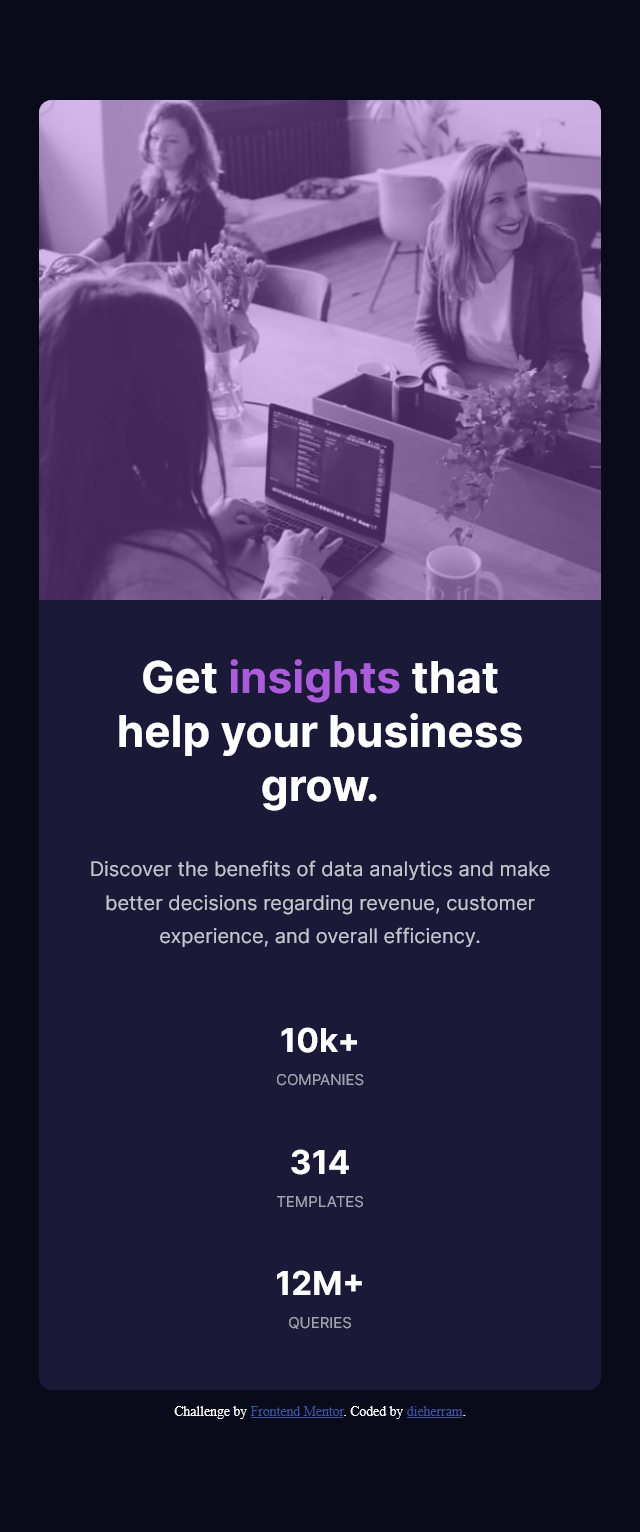 Get insights that
help your business
grow.
Discover the benefits of data analytics and make
better decisions regarding revenue, customer
experience, and overall efficiency.
10k+
COMPANIES
314
TEMPLATES
12M+
QUERIES
Challenge by Frontend Mentor. Coded by dieherram.